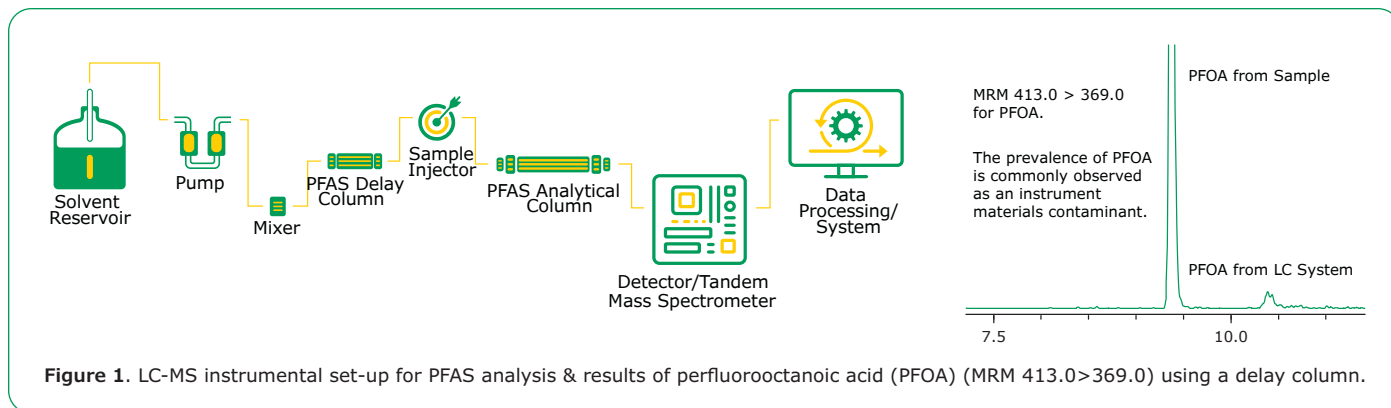 Solvent
Reservoir
Pump
Mixer
PFAS Delay
Column
Sample
Injector
PFAS Analytical
Column
Detector/Tandem
Mass Spectrometer
Data
Processing/
System
MRM 413.0 > 369.0
for PFOA.
The prevalence of PFOA
is commonly observed
as an instrument
materials contaminant.
PFOA from Sample
PFOA from LC System
7.5
10.0
Figure 1. LC-MS instrumental set-up for PFAS analysis & results of perfluorooctanoic acid (PFOA) (MRM 413.0>369.0) using a delay column.